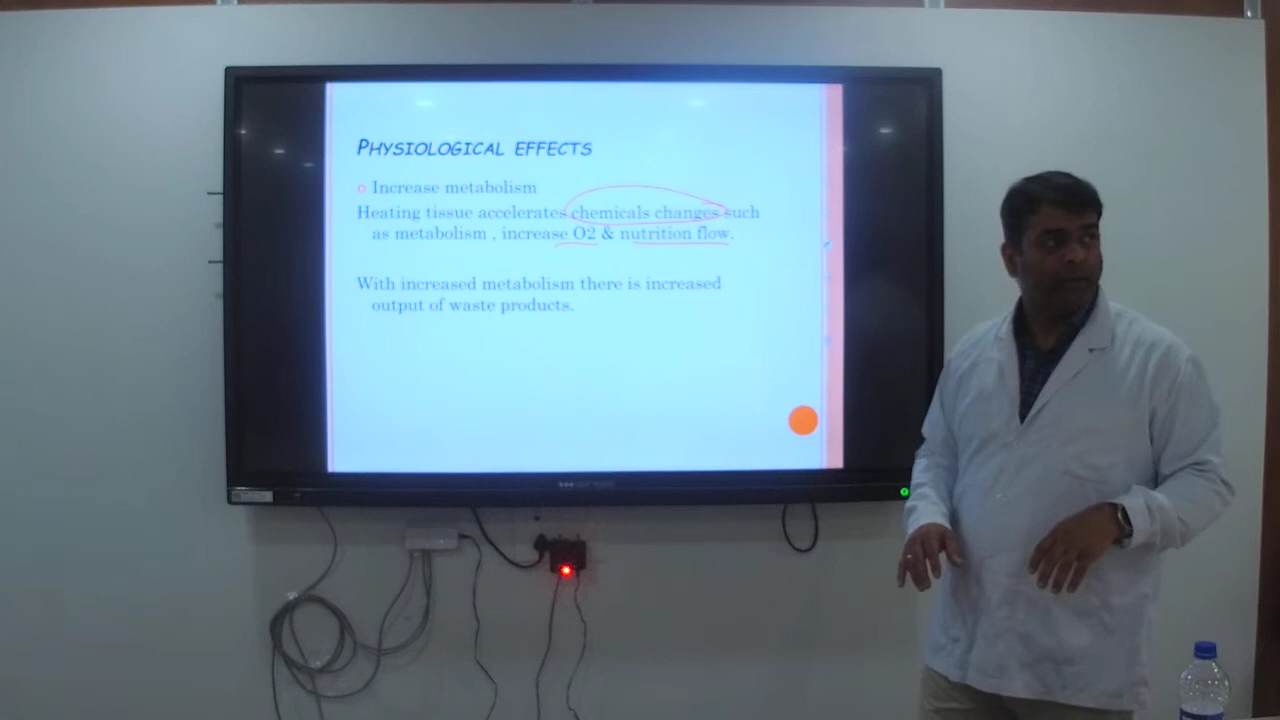 PHYSIOLOGICAL EFFECTS
Increase metabolism
Heating tissue accelerates chemicals changes such
as metabolism , increase O2 & nutrition flow.
With increased metabolism there is increased
output of waste products.